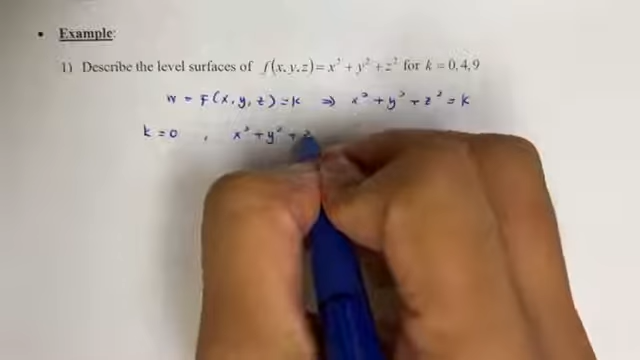 • Example:
1) Describe the level surfaces of f(x, y, z) = x² + y² + z² for k = 0, 4, 9
w = f(x, y, z) = k ⇒ x² + y² + z² = k
k = 0 , x² + y² + z